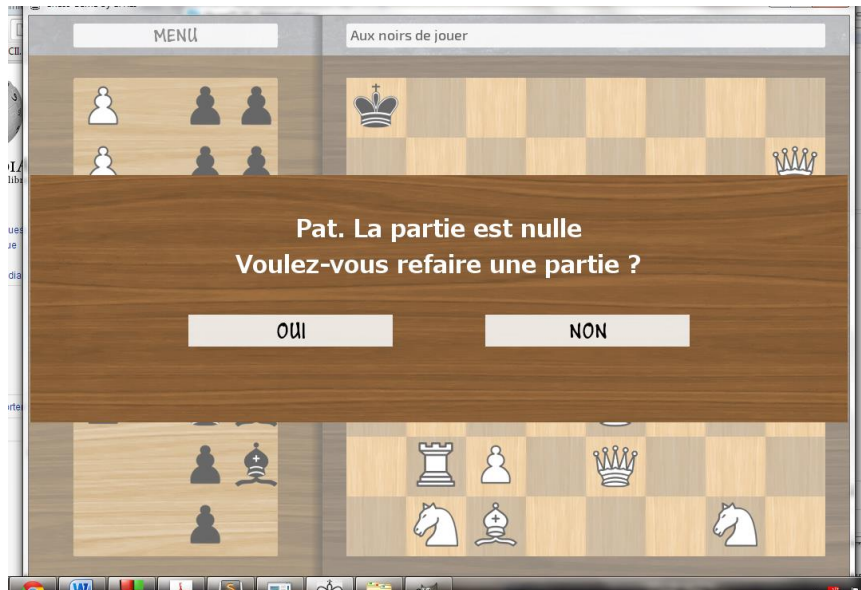 MENU
Aux noirs de jouer
Pat. La partie est nulle
Voulez-vous refaire une partie ?
OUI
NON